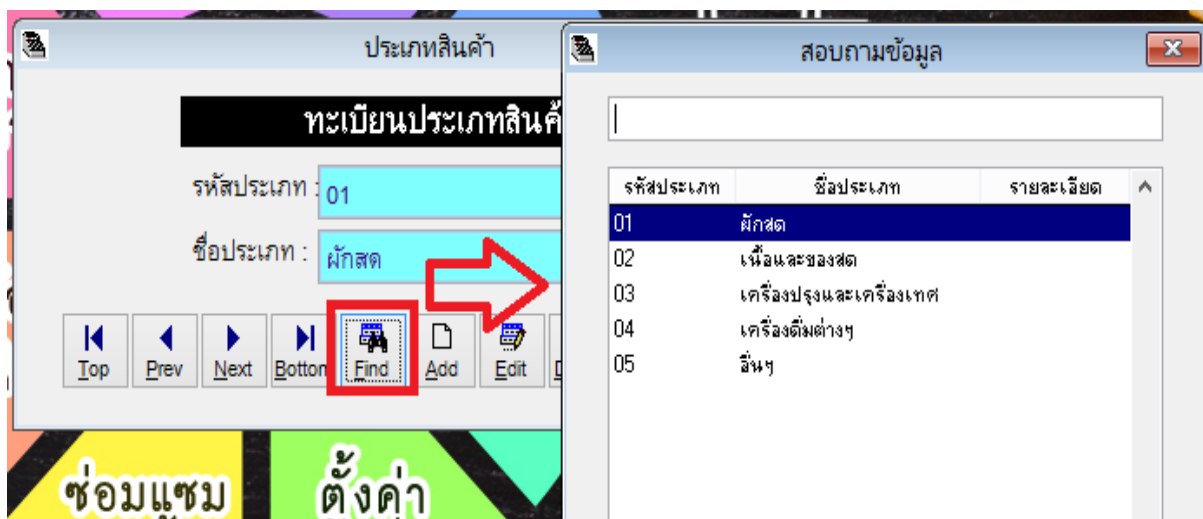 ประเภทสินค้า
ทะเบียนประเภทสินค้
รหัสประเภท : 01
ชื่อประเภท : ผักสด
Top Prev Next Bottom Find Add Edit
สอบถามข้อมูล
รหัสประเภท ชื่อประเภท รายละเอียด
01 ผักสด
02 เนื้อและของสด
03 เครื่องปรุงและเครื่องเทศ
04 เครื่องดื่มต่างๆ
05 อื่นๆ
ซ่อมแซม ตั้งค่า